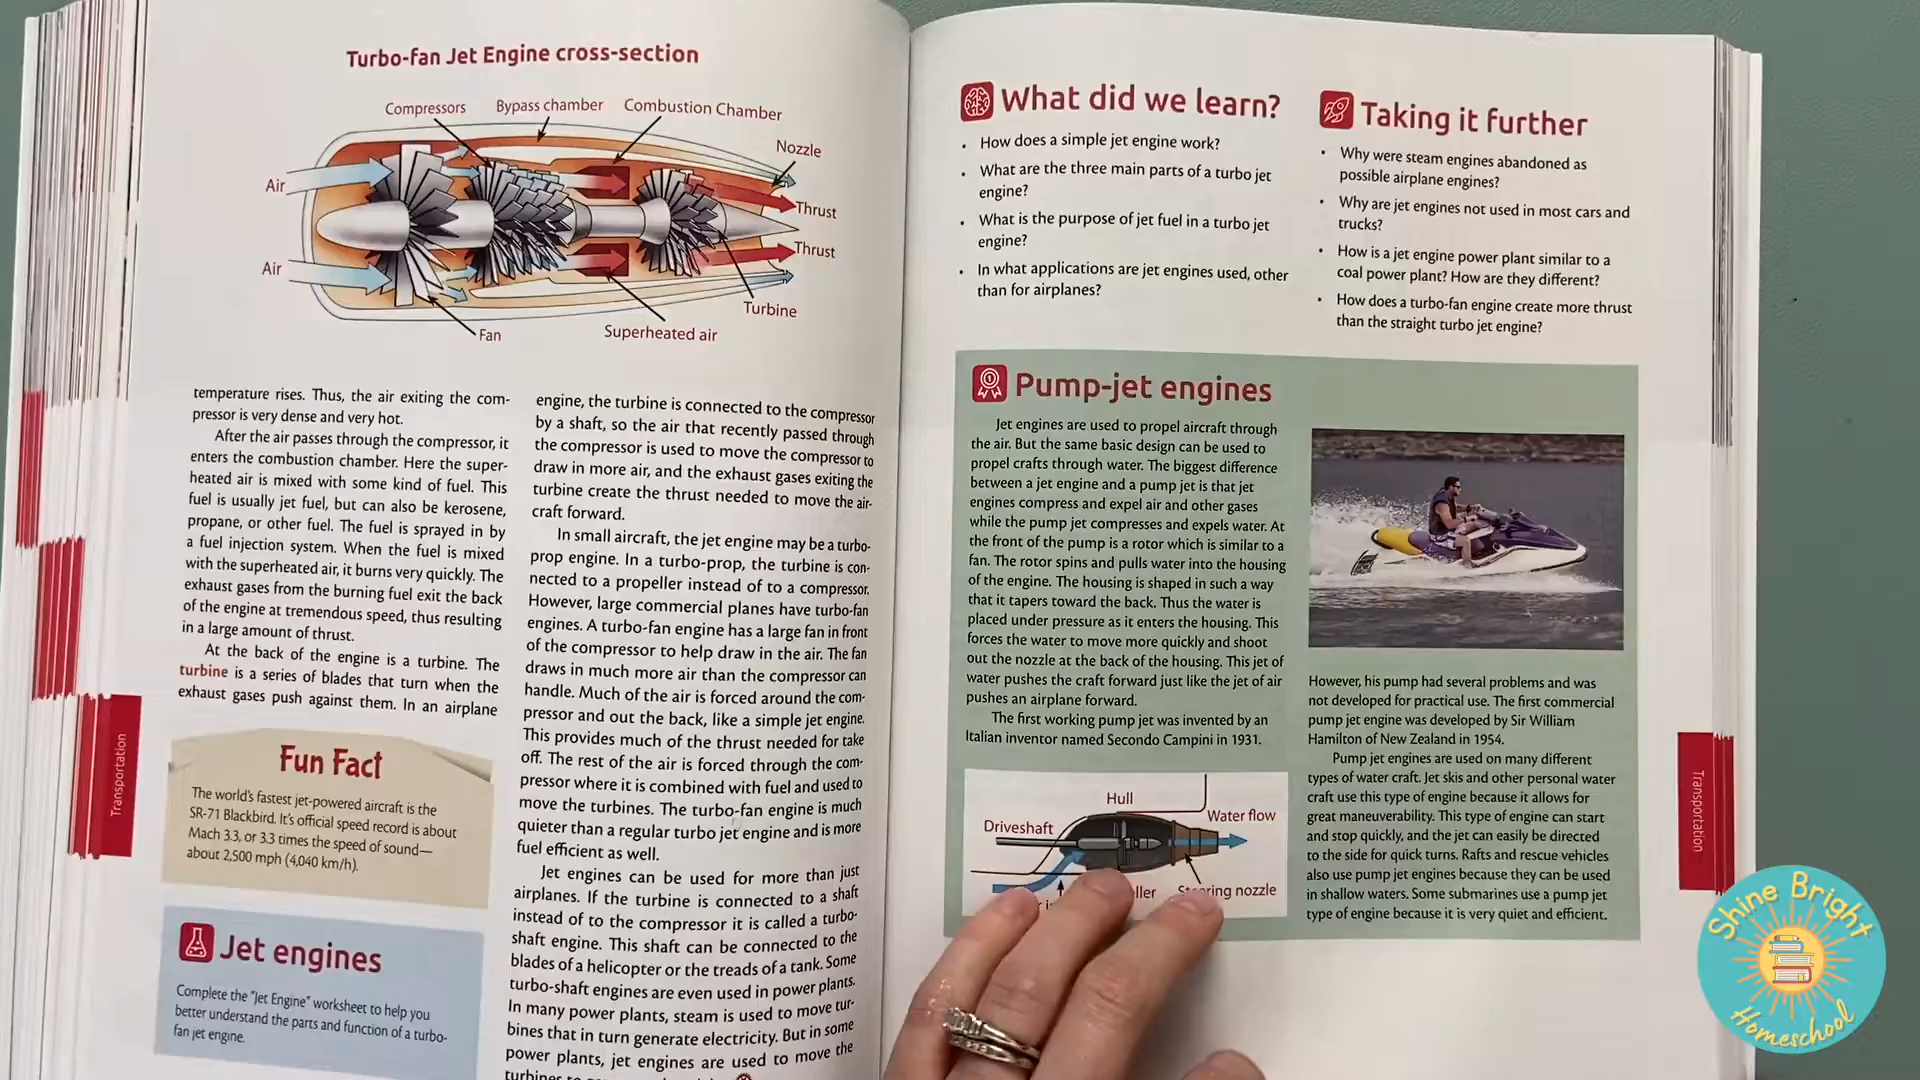 Turbo-fan Jet Engine cross-section
Compressors
Bypass chamber
Combustion Chamber
Nozzle
Air
Thrust
Thrust
Air
Turbine
Fan
Superheated air
temperature rises. Thus, the air exiting the com-
pressor is very dense and very hot.
After the air passes through the compressor, it
enters the combustion chamber. Here the super-
heated air is mixed with some kind of fuel. This
fuel is usually jet fuel, but can also be kerosene,
propane, or other fuel. The fuel is sprayed in by
a fuel injection system. When the fuel is mixed
with the superheated air, it burns very quickly. The
exhaust gases from the burning fuel exit the back
of the engine at tremendous speed, thus resulting
in a large amount of thrust.
At the back of the engine is a turbine. The
turbine is a series of blades that turn when the
exhaust gases push against them. In an airplane
Fun Fact
The world's fastest jet-powered aircraft is the
SR-71 Blackbird. It's official speed record is about
Mach 3.3, or 3.3 times the speed of sound—
about 2,500 mph (4,040 km/h).
Jet engines
Complete the "Jet Engine" worksheet to help you
better understand the parts and function of a turbo-
fan jet engine.
Transportation
engine, the turbine is connected to the compressor
by a shaft, so the air that recently passed through
the compressor is used to move the compressor to
draw in more air, and the exhaust gases exiting the
turbine create the thrust needed to move the air-
craft forward.
In small aircraft, the jet engine may be a turbo-
prop engine. In a turbo-prop, the turbine is con-
nected to a propeller instead of to a compressor.
However, large commercial planes have turbo-fan
engines. A turbo-fan engine has a large fan in front
of the compressor to help draw in the air. The fan
draws in much more air than the compressor can
handle. Much of the air is forced around the com-
pressor and out the back, like a simple jet engine.
This provides much of the thrust needed for take
off. The rest of the air is forced through the com-
pressor where it is combined with fuel and used to
move the turbines. The turbo-fan engine is much
quieter than a regular turbo jet engine and is more
fuel efficient as well.
Jet engines can be used for more than just
airplanes. If the turbine is connected to a shaft
instead of to the compressor it is called a turbo-
shaft engine. This shaft can be connected to the
blades of a helicopter or the treads of a tank. Some
turbo-shaft engines are even used in power plants.
In many power plants, steam is used to move tur-
bines that in turn generate electricity. But in some
power plants, jet engines are used to move the
What did we learn?
• How does a simple jet engine work?
• What are the three main parts of a turbo jet
engine?
• What is the purpose of jet fuel in a turbo jet
engine?
• In what applications are jet engines used, other
than for airplanes?
Taking it further
• Why were steam engines abandoned as
possible airplane engines?
• Why are jet engines not used in most cars and
trucks?
• How is a jet engine power plant similar to a
coal power plant? How are they different?
• How does a turbo-fan engine create more thrust
than the straight turbo jet engine?
Pump-jet engines
Jet engines are used to propel aircraft through
the air. But the same basic design can be used to
propel crafts through water. The biggest difference
between a jet engine and a pump jet is that jet
engines compress and expel air and other gases
while the pump jet compresses and expels water. At
the front of the pump is a rotor which is similar to a
fan. The rotor spins and pulls water into the housing
of the engine. The housing is shaped in such a way
that it tapers toward the back. Thus the water is
placed under pressure as it enters the housing. This
forces the water to move more quickly and shoot
out the nozzle at the back of the housing. This jet of
water pushes the craft forward just like the jet of air
pushes an airplane forward.
The first working pump jet was invented by an
Italian inventor named Secondo Campini in 1931.
Hull
Driveshaft
Water flow
nozzle
However, his pump had several problems and was
not developed for practical use. The first commercial
pump jet engine was developed by Sir William
Hamilton of New Zealand in 1954.
Pump jet engines are used on many different
types of water craft. Jet skis and other personal water
craft use this type of engine because it allows for
great maneuverability. This type of engine can start
and stop quickly, and the jet can easily be directed
to the side for quick turns. Rafts and rescue vehicles
also use pump jet engines because they can be used
in shallow waters. Some submarines use a pump jet
type of engine because it is very quiet and efficient.
Transportation
Shine Bright
Homeschool